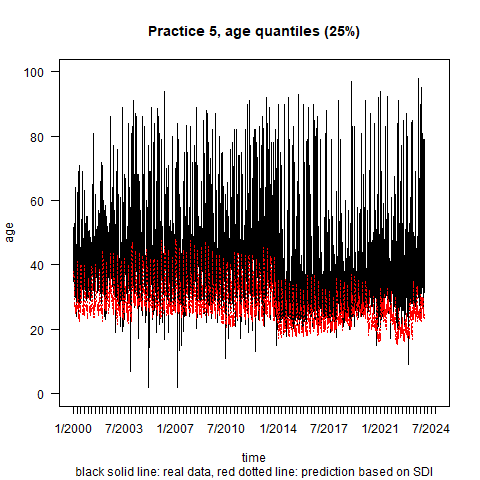 Practice 5, age quantiles (25%)
100
80
60
40
20
0
age
1/2000 7/2003 1/2007 7/2010 1/2014 7/2017 1/2021 7/2024
time
black solid line: real data, red dotted line: prediction based on SDI